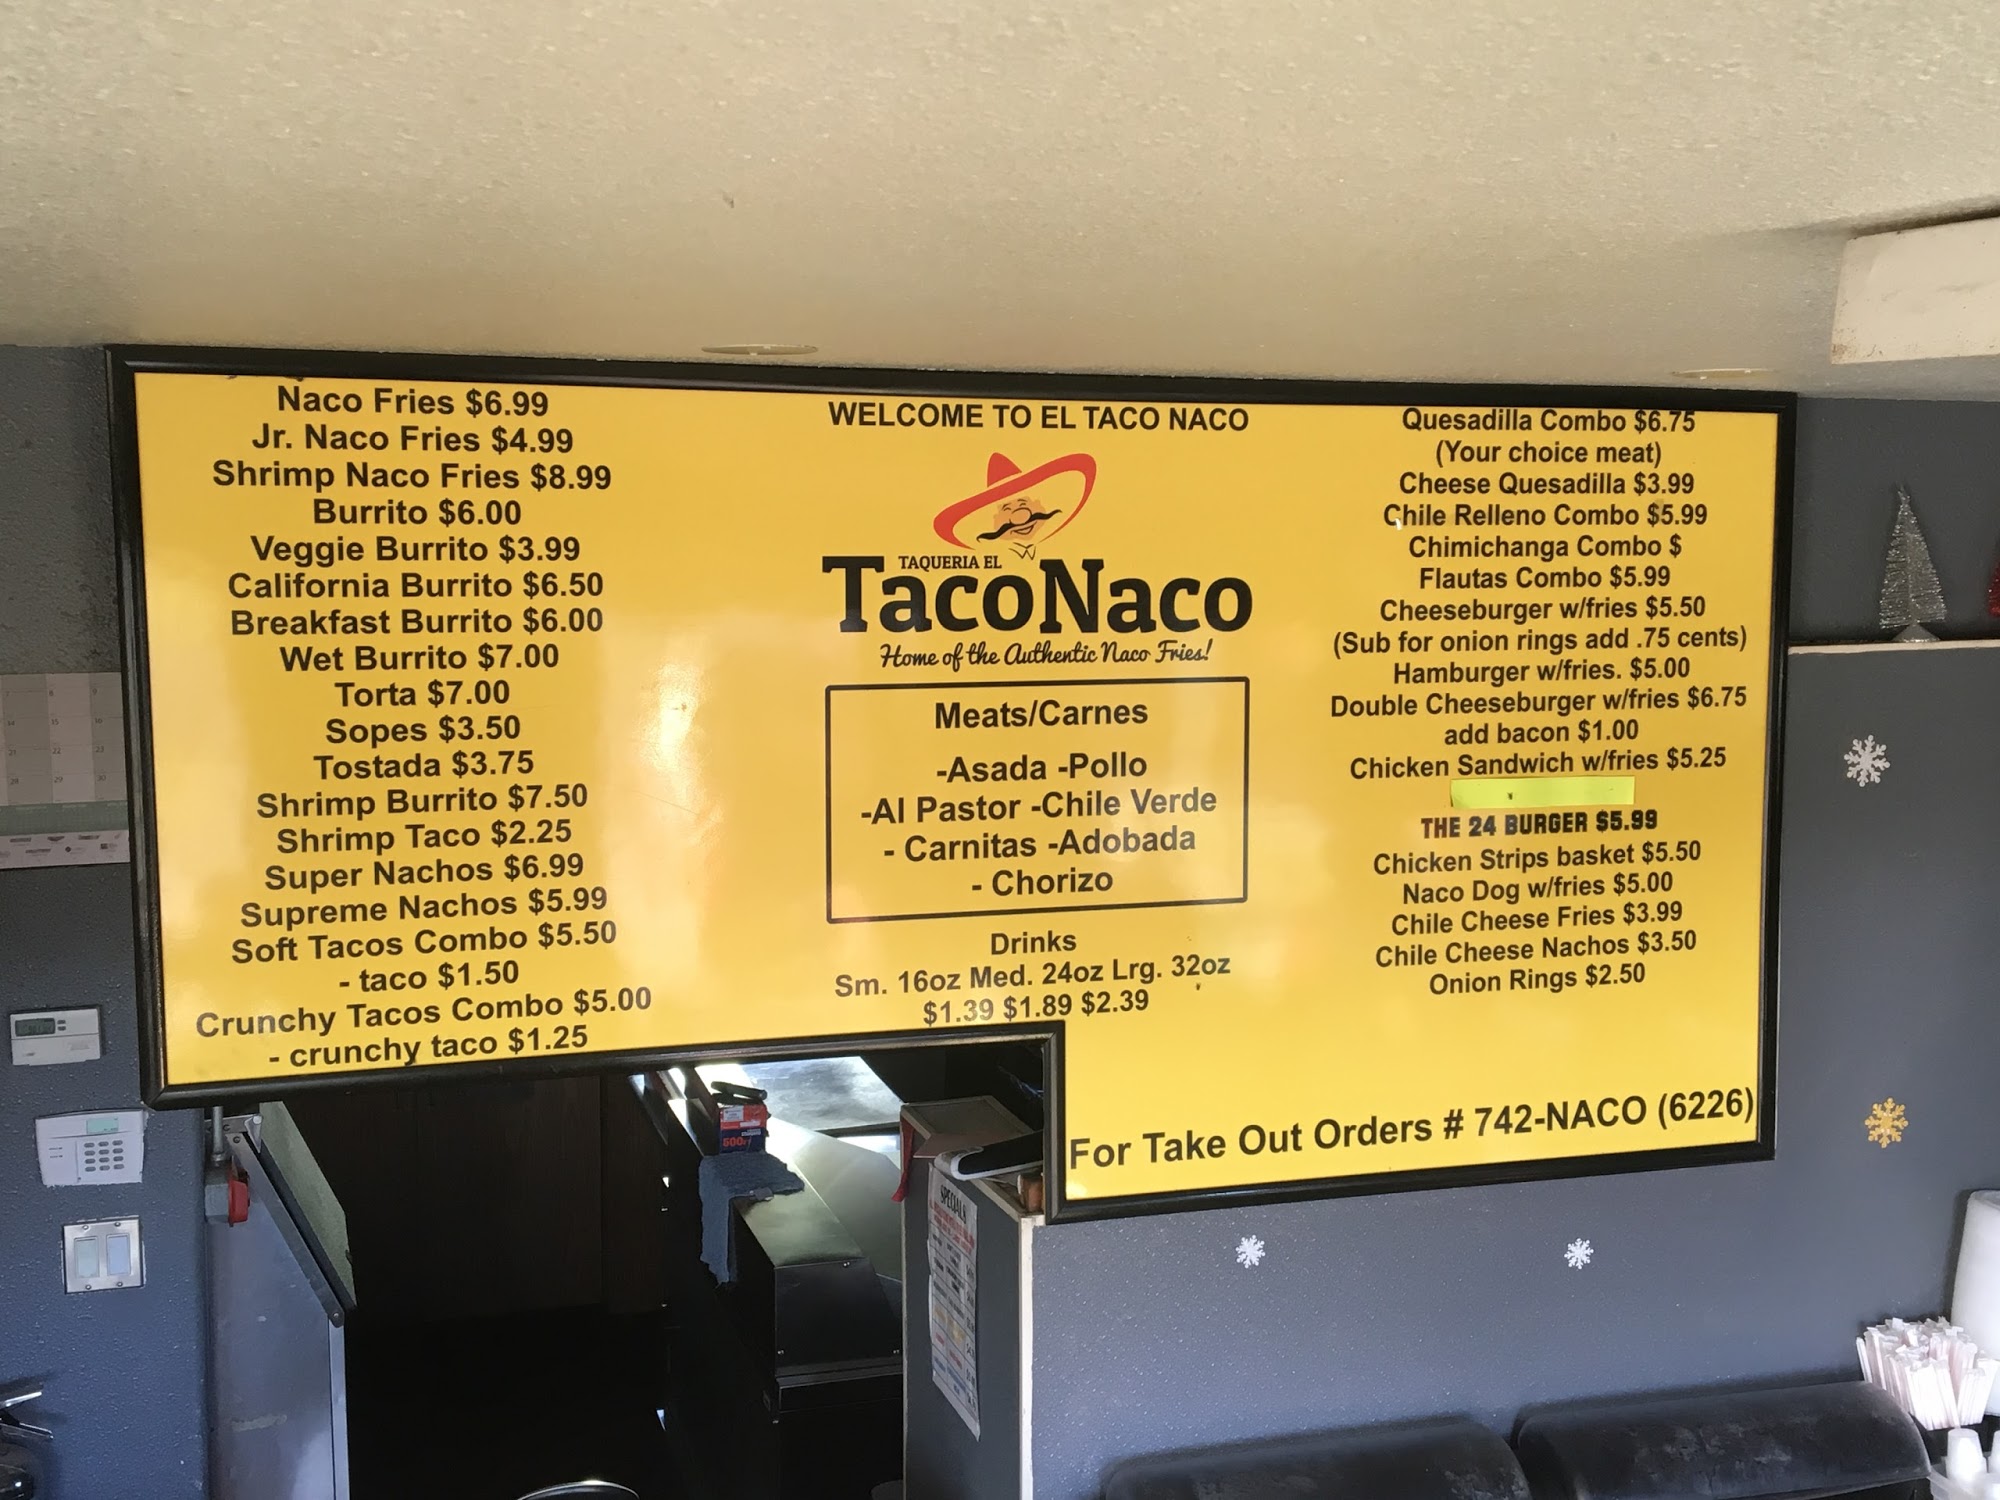 Naco Fries $6.99
Jr. Naco Fries $4.99
Shrimp Naco Fries $8.99
Burrito $6.00
Veggie Burrito $3.99
California Burrito $6.50
Breakfast Burrito $6.00
Wet Burrito $7.00
Torta $7.00
Sopes $3.50
Tostada $3.75
Shrimp Burrito $7.50
Shrimp Taco $2.25
Super Nachos $6.99
Supreme Nachos $5.99
Soft Tacos Combo $5.50
- taco $1.50
Crunchy Tacos Combo $5.00
- crunchy taco $1.25
WELCOME TO EL TACO NACO
TAQUERIA EL
TacoNaco
Home of the Authentic Naco Fries!
Meats/Carnes
-Asada -Pollo
-Al Pastor -Chile Verde
- Carnitas -Adobada
- Chorizo
Drinks
Sm. 16oz Med. 24oz Lrg. 32oz
$1.39 $1.89 $2.39
Quesadilla Combo $6.75
(Your choice meat)
Cheese Quesadilla $3.99
Chile Relleno Combo $5.99
Chimichanga Combo $
Flautas Combo $5.99
Cheeseburger w/fries $5.50
(Sub for onion rings add .75 cents)
Hamburger w/fries. $5.00
Double Cheeseburger w/fries $6.75
add bacon $1.00
Chicken Sandwich w/fries $5.25
THE 24 BURGER $5.99
Chicken Strips basket $5.50
Naco Dog w/fries $5.00
Chile Cheese Fries $3.99
Chile Cheese Nachos $3.50
Onion Rings $2.50
For Take Out Orders # 742-NACO (6226)
SPECIALS